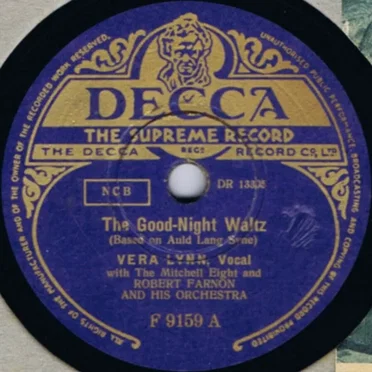 ALL RIGHTS OF THE MANUFACTURER AND OF THE OWNER OF THE RECORDED WORK RESERVED.
UNAUTHORISED PUBLIC PERFORMANCE, BROADCASTING AND COPYING OF THIS RECORD PROHIBITED
DECCA
THE SUPREME RECORD
THE DECCA REGD RECORD CO., LTD.
NCB
DR
The Good-Night Waltz
(Based on Auld Lang Syne)
VERA LYNN, Vocal
with The Mitchell Eight and
ROBERT FARNON
AND HIS ORCHESTRA
F 9159 A